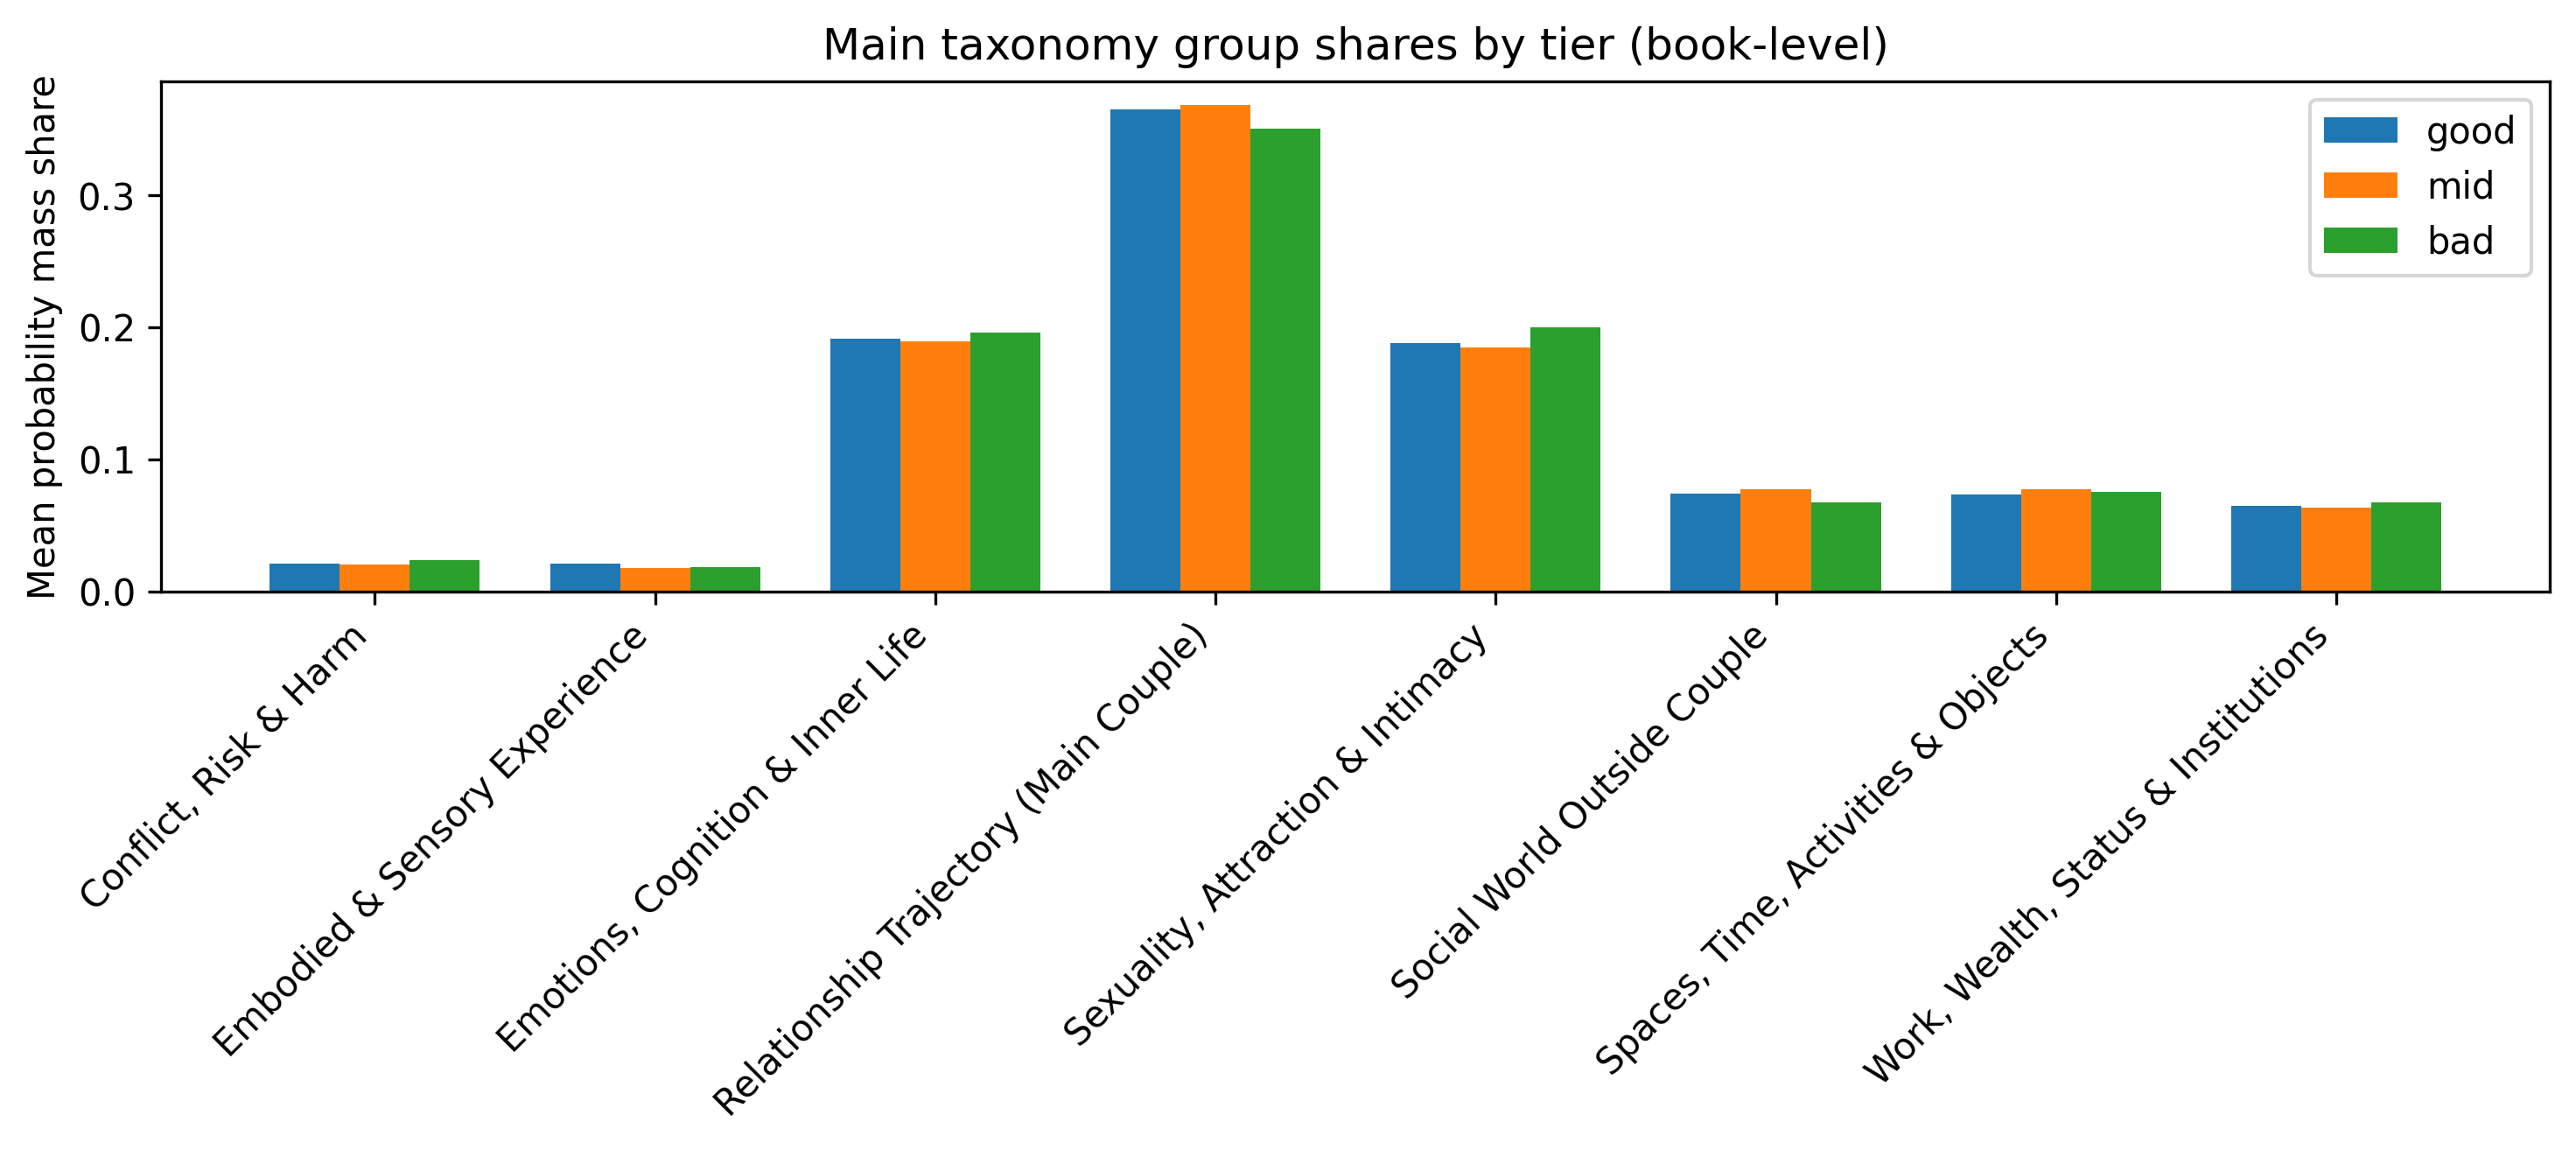 Main taxonomy group shares by tier (book-level)
Mean probability mass share
0.3
0.2
0.1
0.0
good
mid
bad
Conflict, Risk & Harm
Embodied & Sensory Experience
Emotions, Cognition & Inner Life
Relationship Trajectory (Main Couple)
Sexuality, Attraction & Intimacy
Social World Outside Couple
Spaces, Time, Activities & Objects
Work, Wealth, Status & Institutions